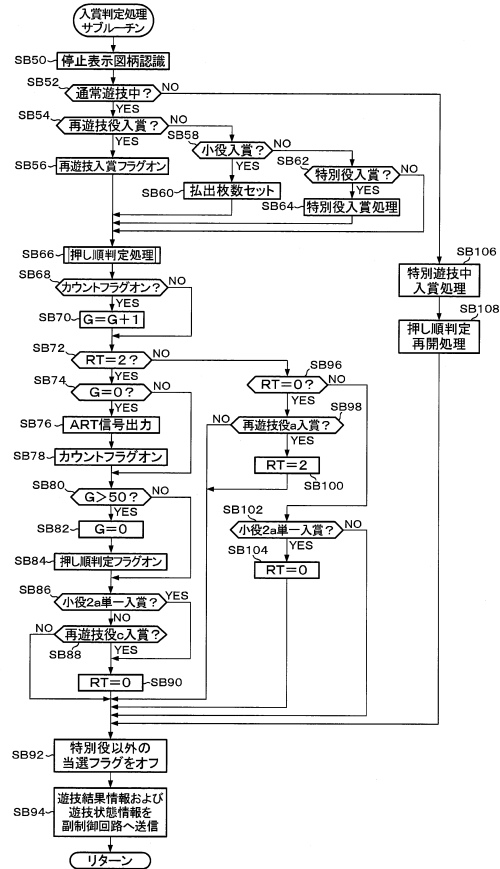 入賞判定処理
サブルーチン
SB50
停止表示図柄認識
SB52
通常遊技中？
NO
YES
SB54
再遊技役入賞？
NO
YES
SB58
小役入賞？
NO
YES
SB62
特別役入賞？
NO
YES
SB56
再遊技入賞フラグオン
SB60
払出枚数セット
SB64
特別役入賞処理
SB66
押し順判定処理
SB68
カウントフラグオン？
NO
YES
SB70
G=G+1
SB106
特別遊技中
入賞処理
SB108
押し順判定
再開処理
SB72
RT=2？
NO
YES
SB74
G=0？
NO
YES
SB76
ART信号出力
SB78
カウントフラグオン
SB80
G>50？
NO
YES
SB82
G=0
SB84
押し順判定フラグオン
SB86
小役2a単一入賞？
YES
NO
NO
再遊技役c入賞？
SB88
YES
RT=0
SB90
SB96
RT=0？
NO
YES
SB98
NO
再遊技役a入賞？
YES
RT=2
SB100
SB102
小役2a単一入賞？
NO
YES
SB104
RT=0
SB92
特別役以外の
当選フラグをオフ
SB94
遊技結果情報および
遊技状態情報を
副制御回路へ送信
リターン